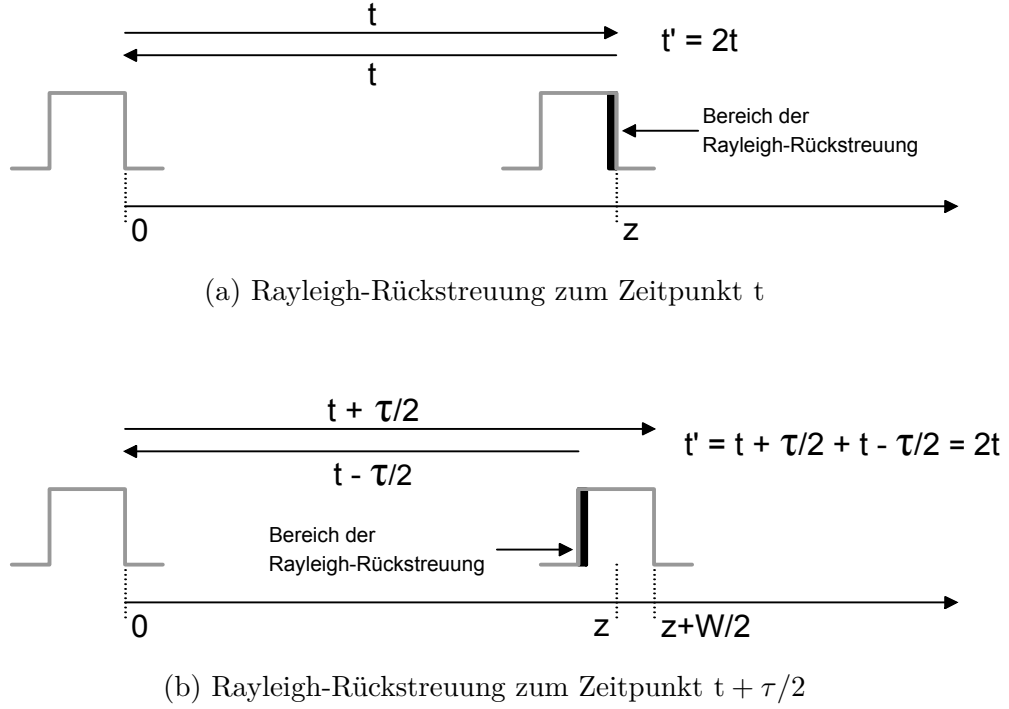 t
t' = 2t
t
Bereich der
Rayleigh-Rückstreuung
0
z
(a) Rayleigh-Rückstreuung zum Zeitpunkt t
t + τ/2
t' = t + τ/2 + t - τ/2 = 2t
t - τ/2
Bereich der
Rayleigh-Rückstreuung
0
z
z+W/2
(b) Rayleigh-Rückstreuung zum Zeitpunkt t + τ/2